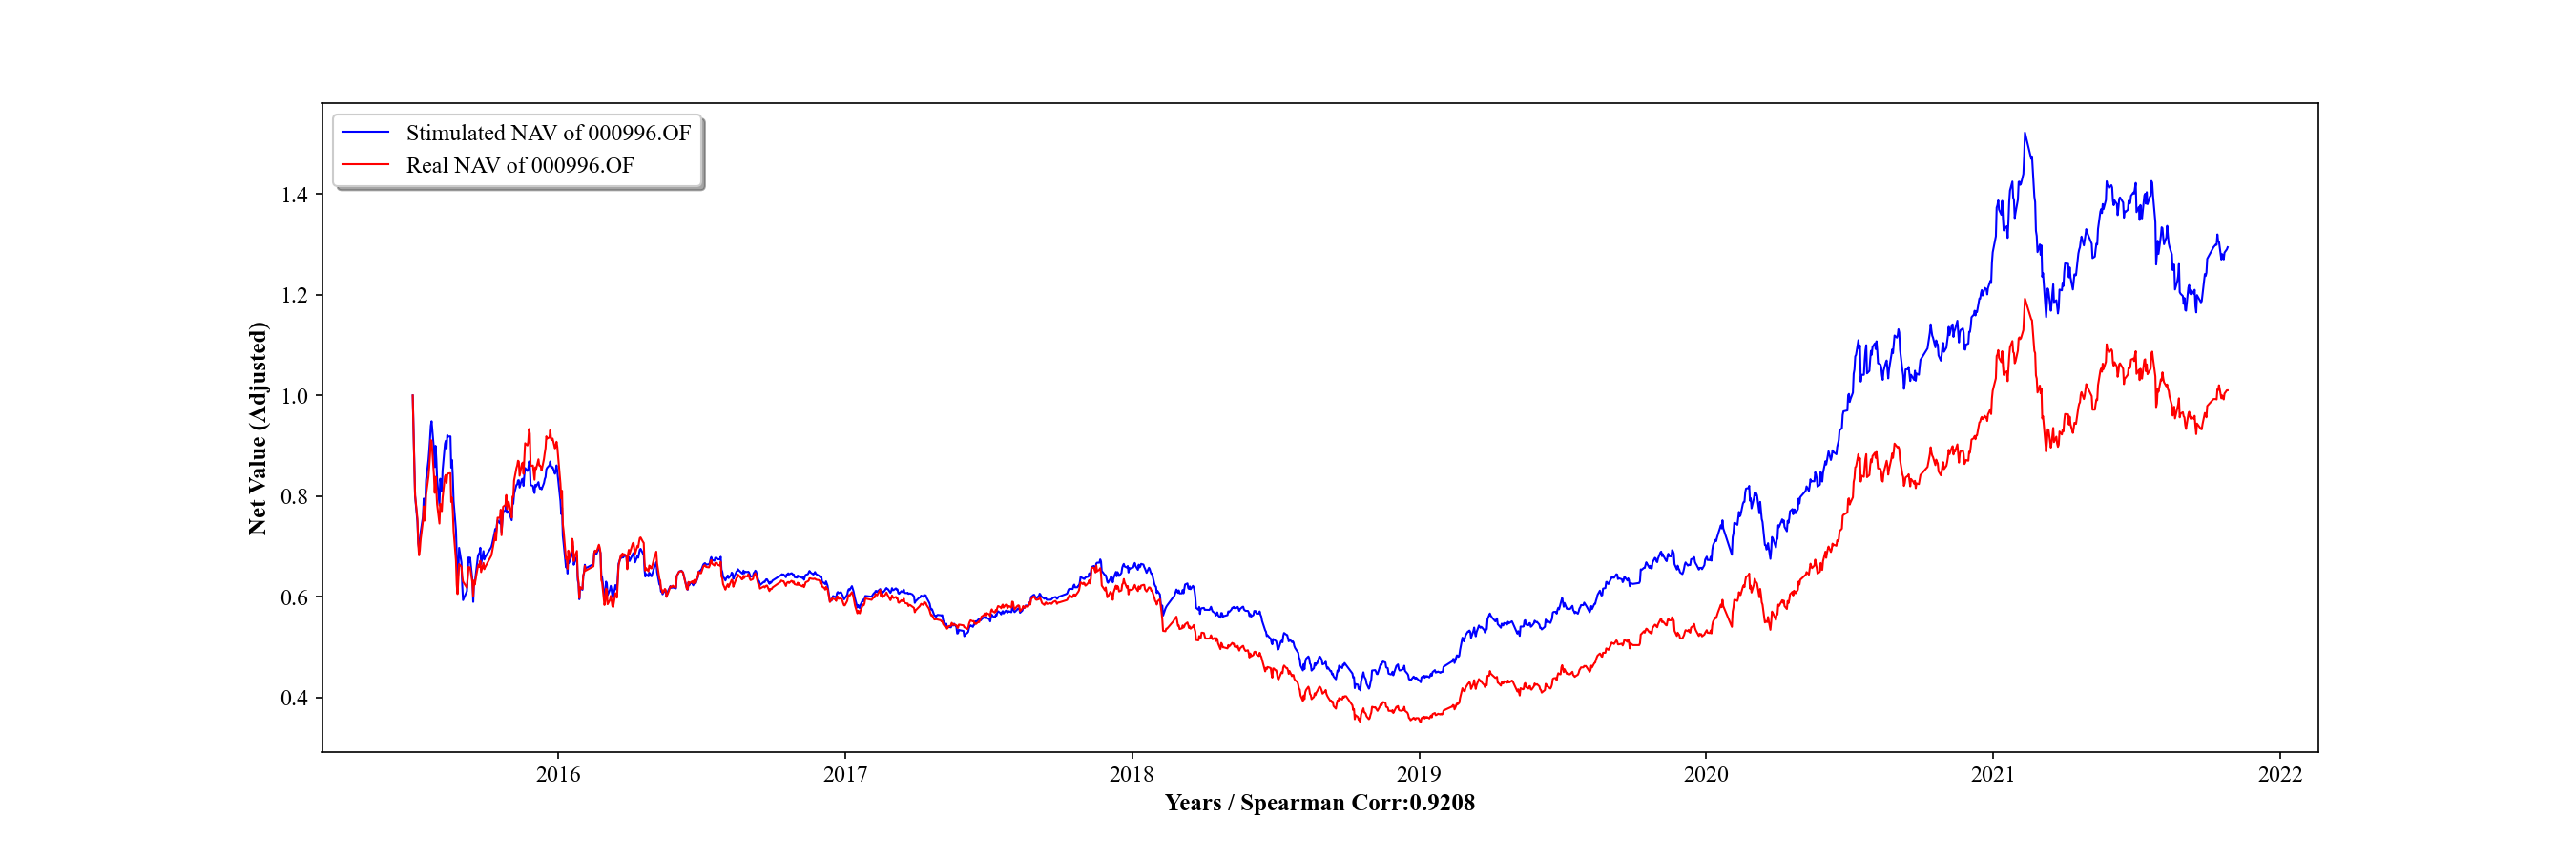 Stimulated NAV of 000996.OF
Real NAV of 000996.OF
Net Value (Adjusted)
1.4
1.2
1.0
0.8
0.6
0.4
2016 2017 2018 2019 2020 2021 2022
Years / Spearman Corr:0.9208